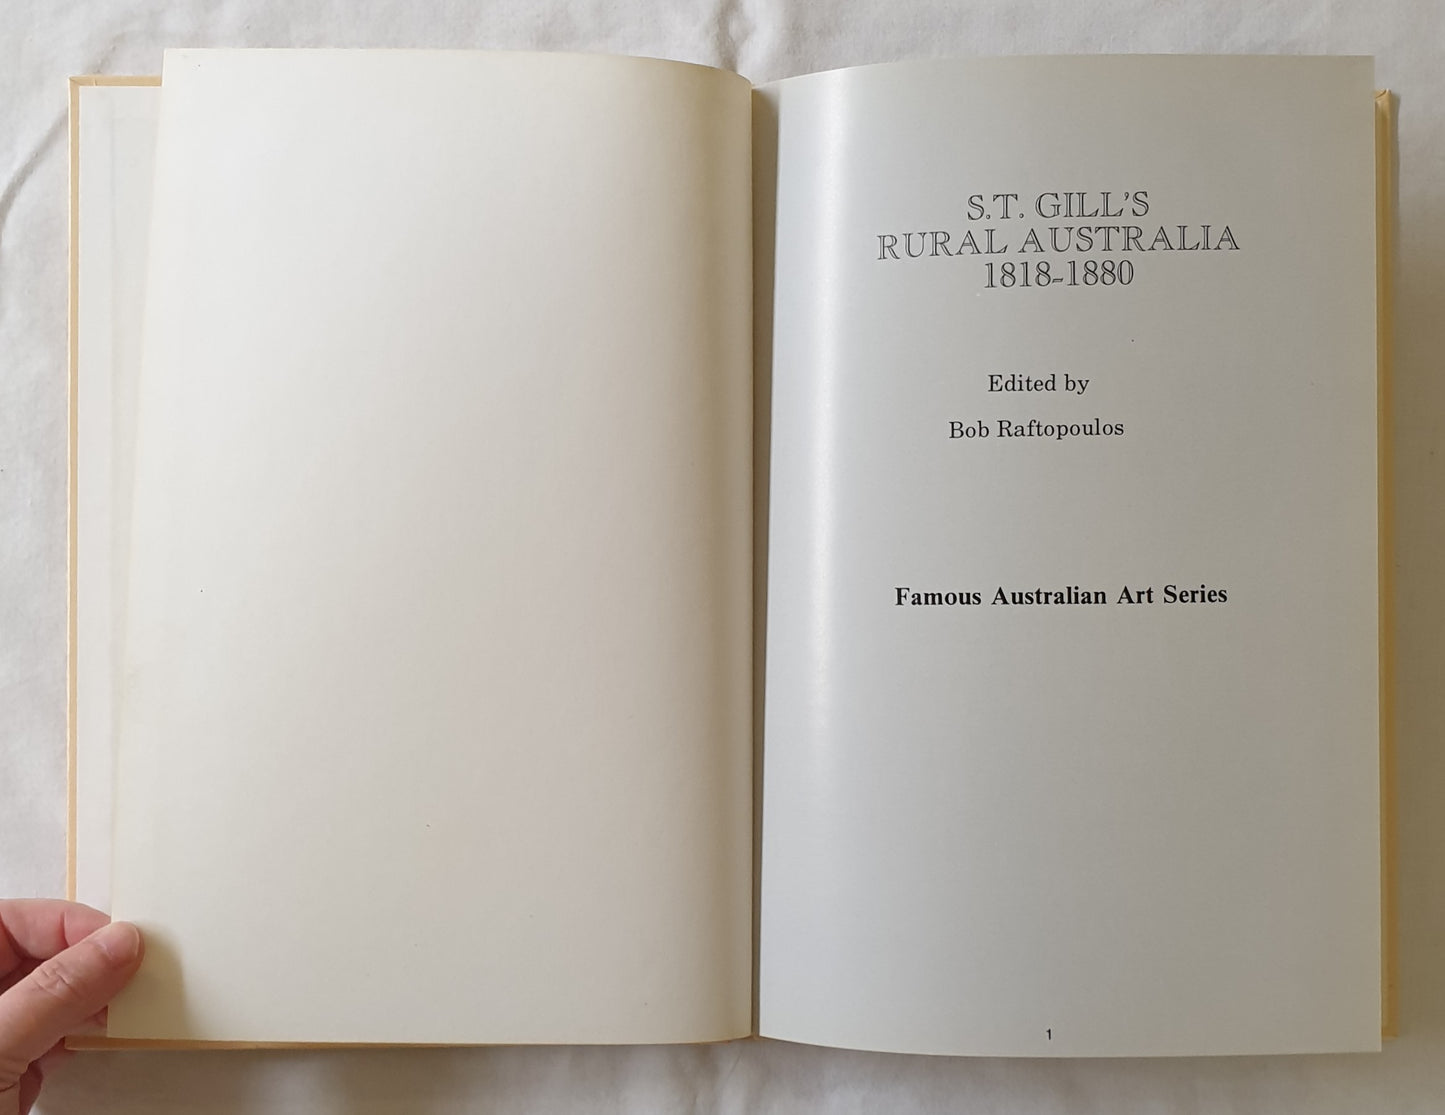 S.T. GILL'S
RURAL AUSTRALIA
1818-1880
Edited by
Bob Raftopoulos
Famous Australian Art Series
1